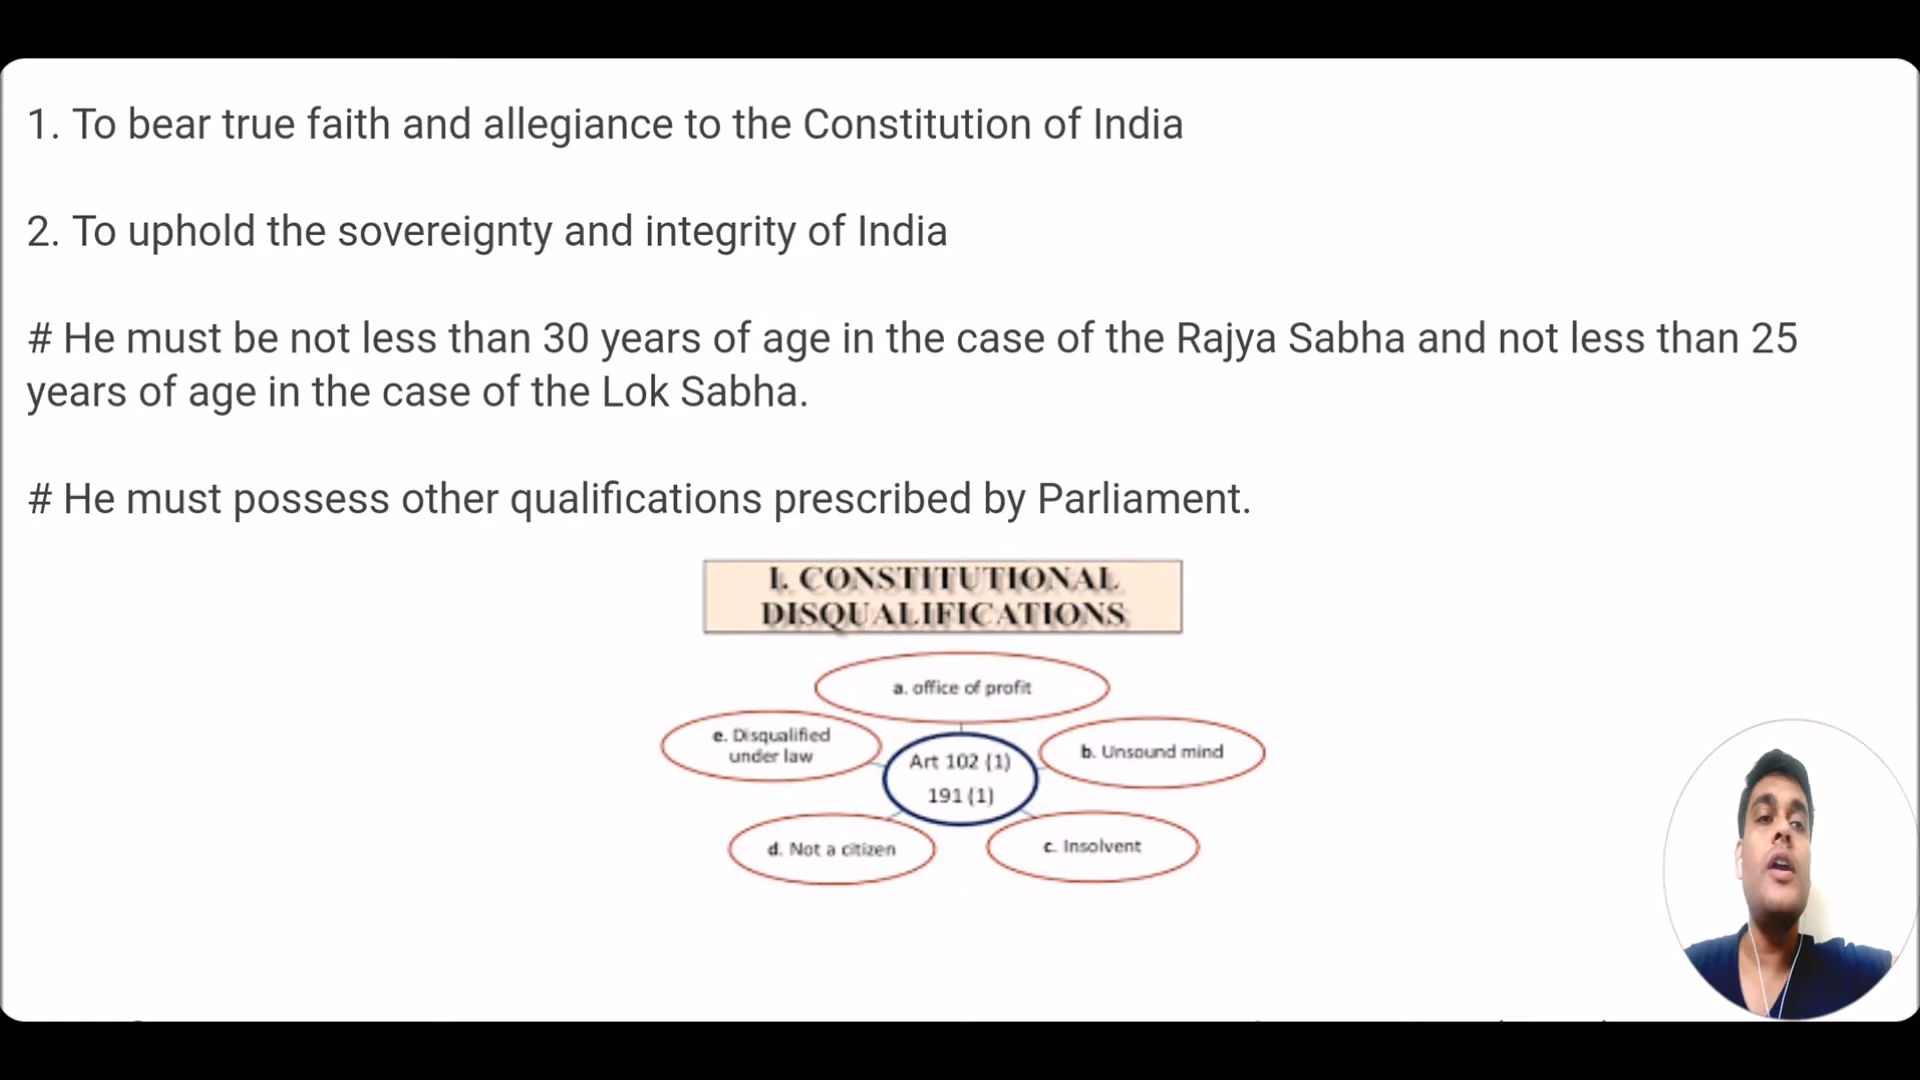 1. To bear true faith and allegiance to the Constitution of India
2. To uphold the sovereignty and integrity of India
# He must be not less than 30 years of age in the case of the Rajya Sabha and not less than 25
years of age in the case of the Lok Sabha.
# He must possess other qualifications prescribed by Parliament.
I. CONSTITUTIONAL
DISQUALIFICATIONS
a. office of profit
e. Disqualified
under law
b. Unsound mind
Art 102 (1)
191 (1)
d. Not a citizen
c. Insolvent